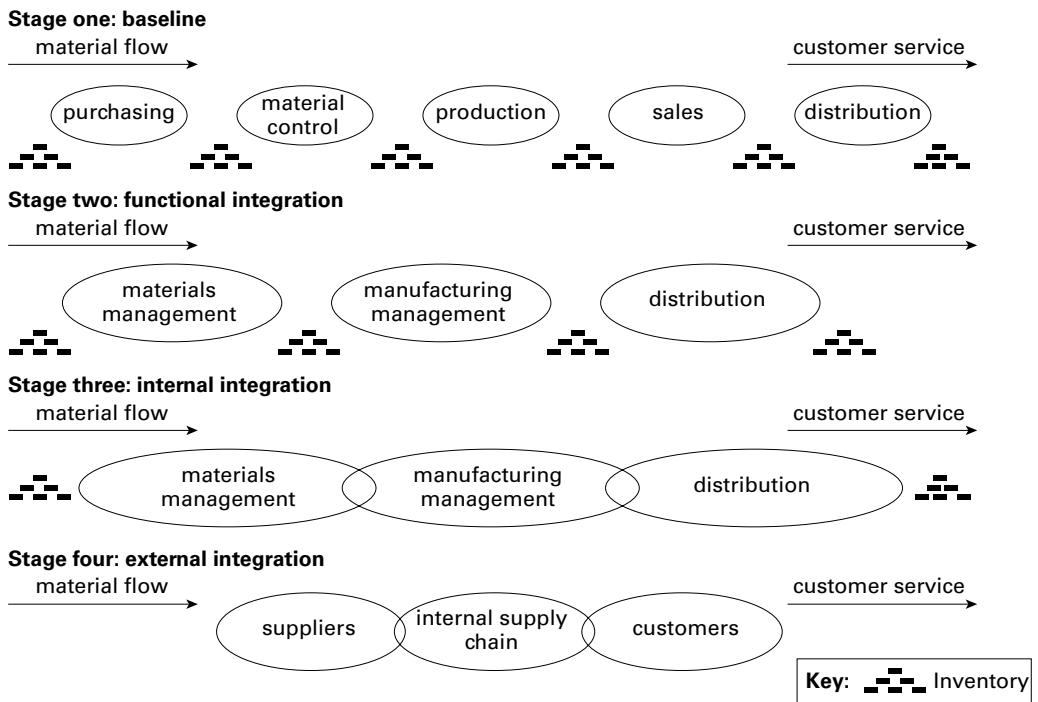 Stage one: baseline
material flow
customer service
purchasing
material
control
production
sales
distribution
Stage two: functional integration
material flow
customer service
materials
management
manufacturing
management
distribution
Stage three: internal integration
material flow
customer service
materials
management
manufacturing
management
distribution
Stage four: external integration
material flow
customer service
suppliers
internal supply
chain
customers
Key: Inventory